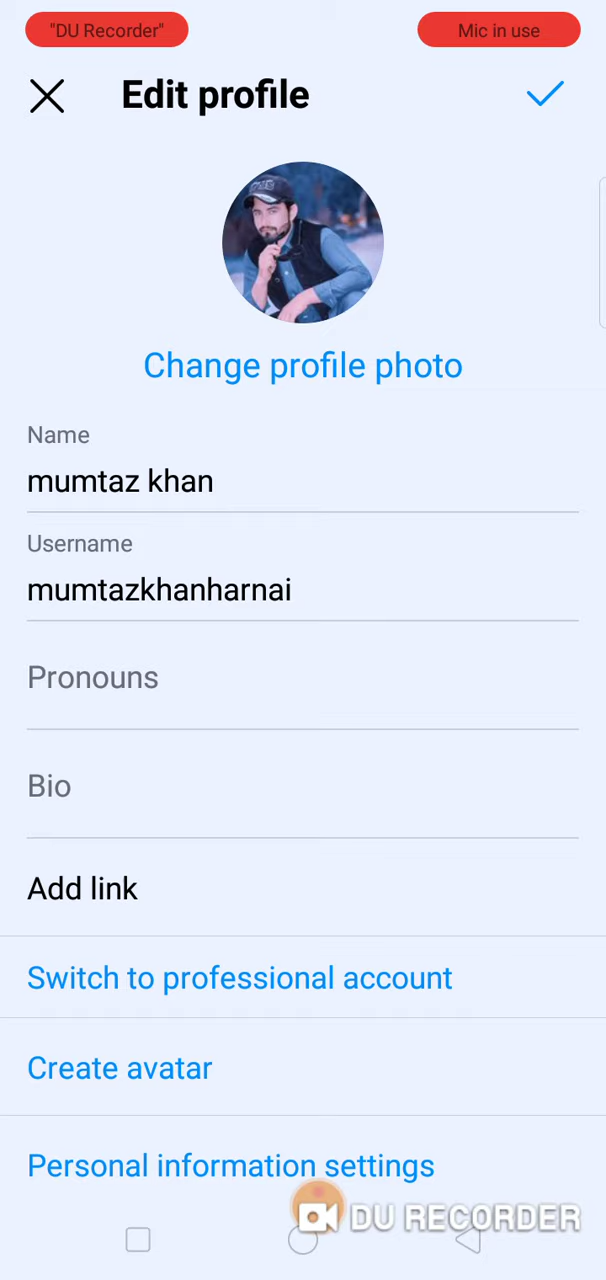 "DU Recorder"
Mic in use
Edit profile
Change profile photo
Name
mumtaz khan
Username
mumtazkhanharnai
Pronouns
Bio
Add link
Switch to professional account
Create avatar
Personal information settings
DU RECORDER